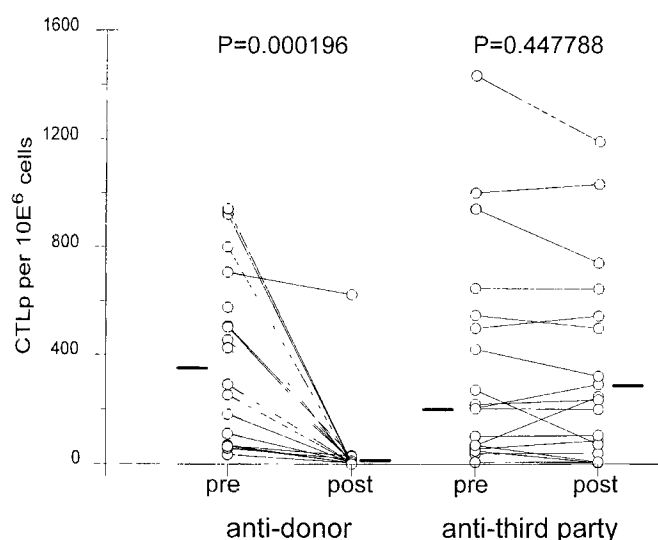 1600
P=0.000196 P=0.447788
1200
CTLp per 10E6 cells
800
400
0
pre post pre post
anti-donor anti-third party